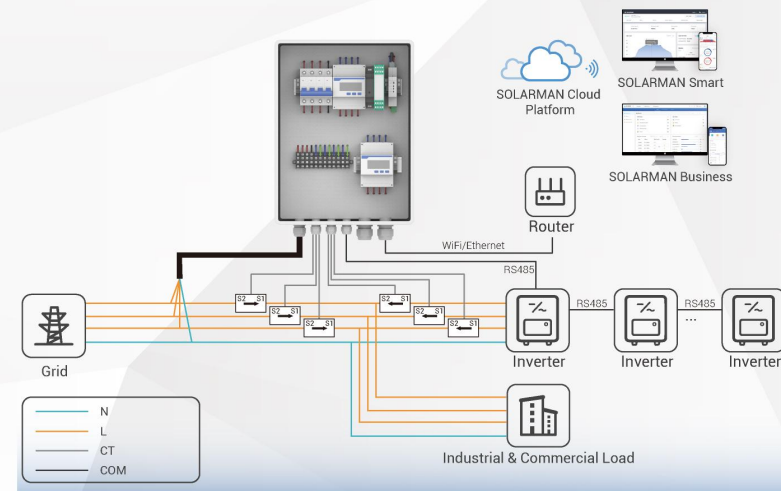 SOLARMAN Cloud
Platform
SOLARMAN Smart
SOLARMAN Business
Router
WiFi/Ethernet
RS485
S2 S1
S2 S1
S2 S1
S2 S1
S2 S1
S2 S1
RS485
RS485
...
Grid
Inverter
Inverter
Inverter
N
L
CT
COM
Industrial & Commercial Load